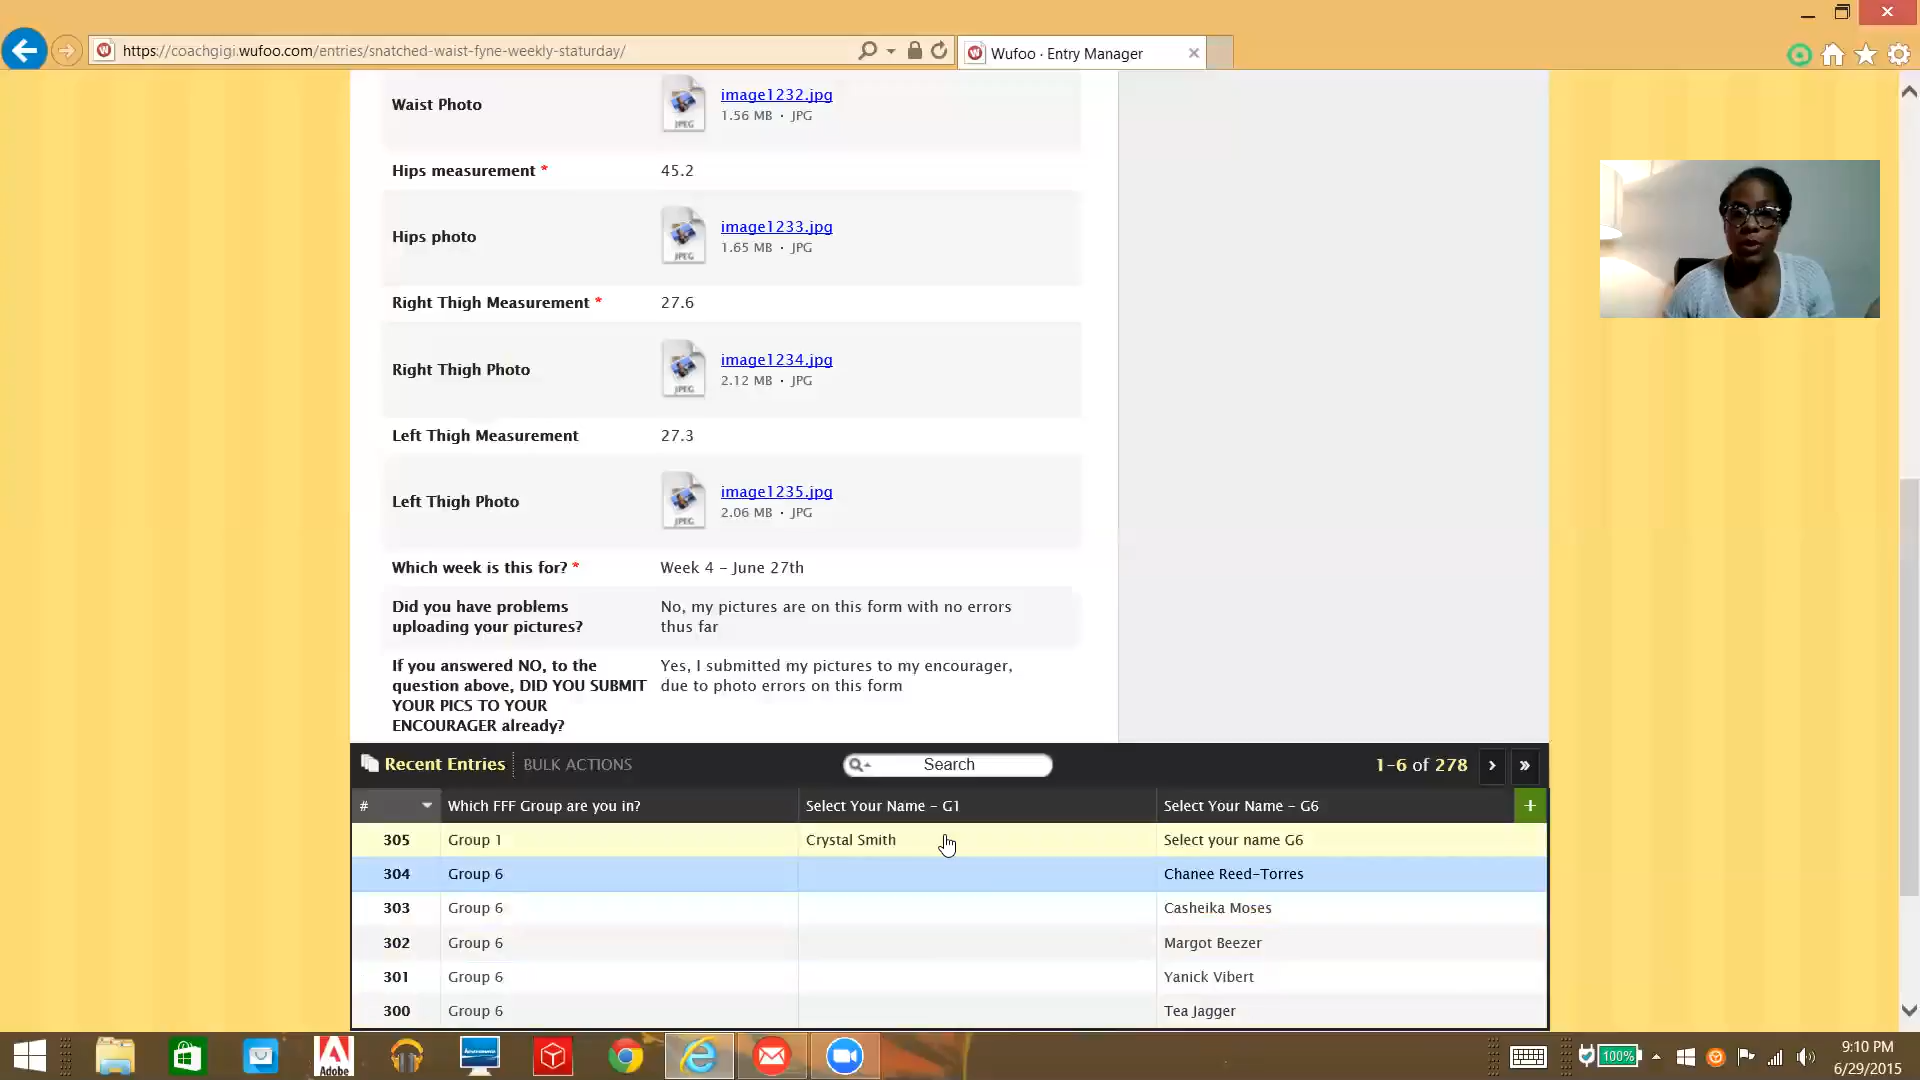 https://coachgigi.wufoo.com/entries/snatched-waist-fyne-weekly-staturday/
Wufoo · Entry Manager
Waist Photo
JPEG
image1232.jpg
1.56 MB · JPG
Hips measurement *
45.2
Hips photo
JPEG
image1233.jpg
1.65 MB · JPG
Right Thigh Measurement *
27.6
Right Thigh Photo
JPEG
image1234.jpg
2.12 MB · JPG
Left Thigh Measurement
27.3
Left Thigh Photo
JPEG
image1235.jpg
2.06 MB · JPG
Which week is this for? *
Week 4 – June 27th
Did you have problems
uploading your pictures?
No, my pictures are on this form with no errors
thus far
If you answered NO, to the
question above, DID YOU SUBMIT
YOUR PICS TO YOUR
ENCOURAGER already?
Yes, I submitted my pictures to my encourager,
due to photo errors on this form
Recent Entries
BULK ACTIONS
Search
1-6 of 278
# Which FFF Group are you in? Select Your Name – G1 Select Your Name – G6 +
305 Group 1 Crystal Smith Select your name G6
304 Group 6 Chanee Reed-Torres
303 Group 6 Casheika Moses
302 Group 6 Margot Beezer
301 Group 6 Yanick Vibert
300 Group 6 Tea Jagger
Adobe
100%
9:10 PM
6/29/2015